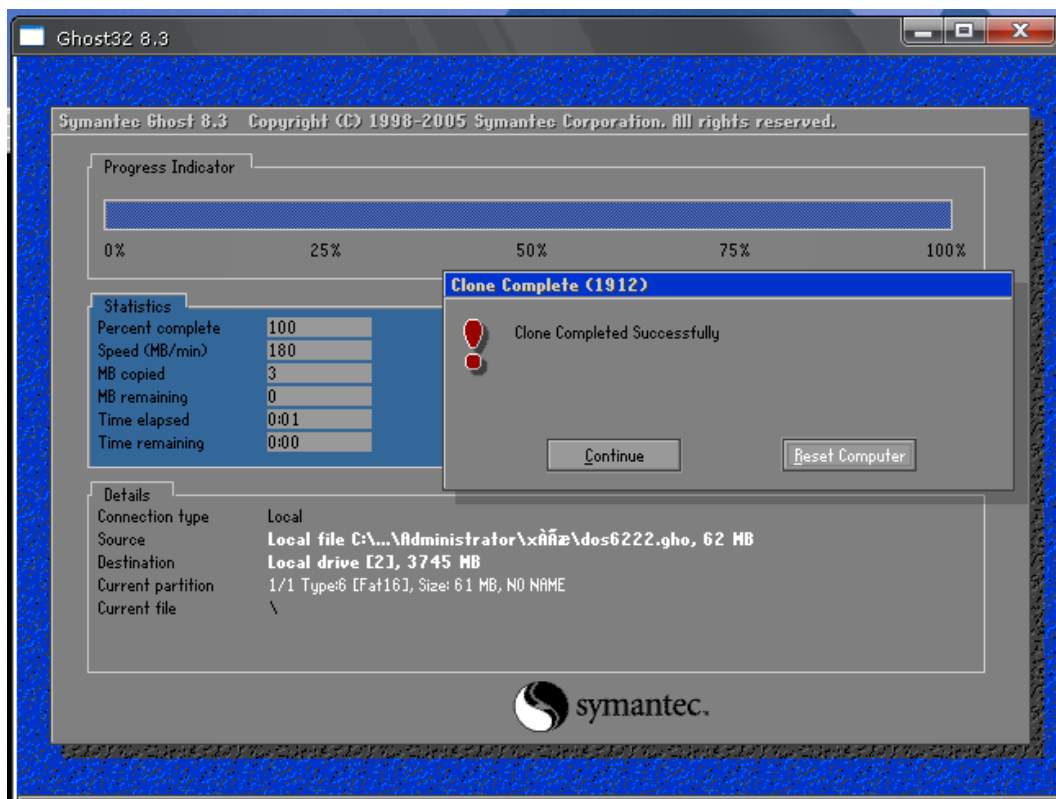 Ghost32 8.3
Symantec Ghost 8.3 Copyright (C) 1998-2005 Symantec Corporation. All rights reserved.
Progress Indicator
0% 25% 50% 75% 100%
Clone Complete (1912)
Clone Completed Successfully
Continue Reset Computer
Statistics
Percent complete 100
Speed (MB/min) 180
MB copied 3
MB remaining 0
Time elapsed 0:01
Time remaining 0:00
Details
Connection type Local
Source Local file C:\...\Administrator\xÀÃæ\dos6222.gho, 62 MB
Destination Local drive [2], 3745 MB
Current partition 1/1 Type:6 [Fat16], Size: 61 MB, NO NAME
Current file \
symantec.